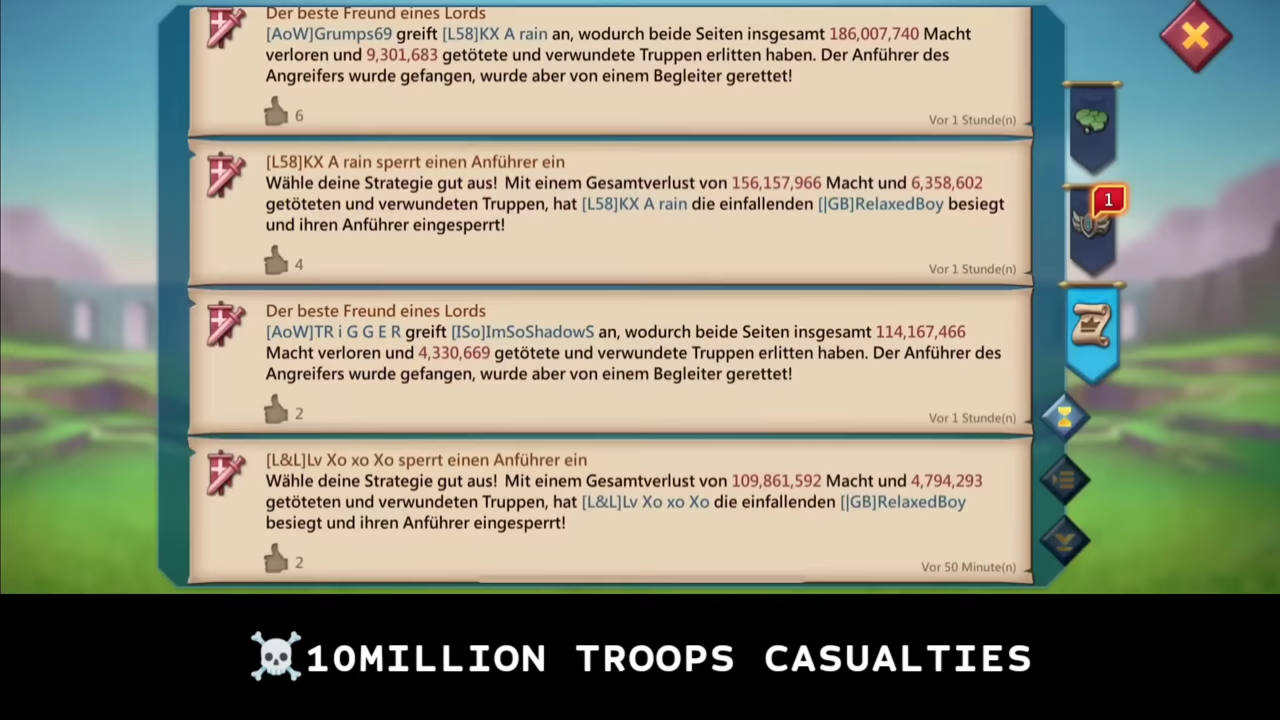 Der beste Freund eines Lords
[AoW]Grumps69 greift [L58]KX A rain an, wodurch beide Seiten insgesamt 186,007,740 Macht
verloren und 9,301,683 getötete und verwundete Truppen erlitten haben. Der Anführer des
Angreifers wurde gefangen, wurde aber von einem Begleiter gerettet!
6
Vor 1 Stunde(n)
[L58]KX A rain sperrt einen Anführer ein
Wähle deine Strategie gut aus! Mit einem Gesamtverlust von 156,157,966 Macht und 6,358,602
getöteten und verwundeten Truppen, hat [L58]KX A rain die einfallenden [|GB]RelaxedBoy besiegt
und ihren Anführer eingesperrt!
4
Vor 1 Stunde(n)
1
Der beste Freund eines Lords
[AoW]TR i G G E R greift [ISo]ImSoShadowS an, wodurch beide Seiten insgesamt 114,167,466
Macht verloren und 4,330,669 getötete und verwundete Truppen erlitten haben. Der Anführer des
Angreifers wurde gefangen, wurde aber von einem Begleiter gerettet!
2
Vor 1 Stunde(n)
[L&L]Lv Xo xo Xo sperrt einen Anführer ein
Wähle deine Strategie gut aus! Mit einem Gesamtverlust von 109,861,592 Macht und 4,794,293
getöteten und verwundeten Truppen, hat [L&L]Lv Xo xo Xo die einfallenden [|GB]RelaxedBoy
besiegt und ihren Anführer eingesperrt!
2
Vor 50 Minute(n)
☠️10MILLION TROOPS CASUALTIES